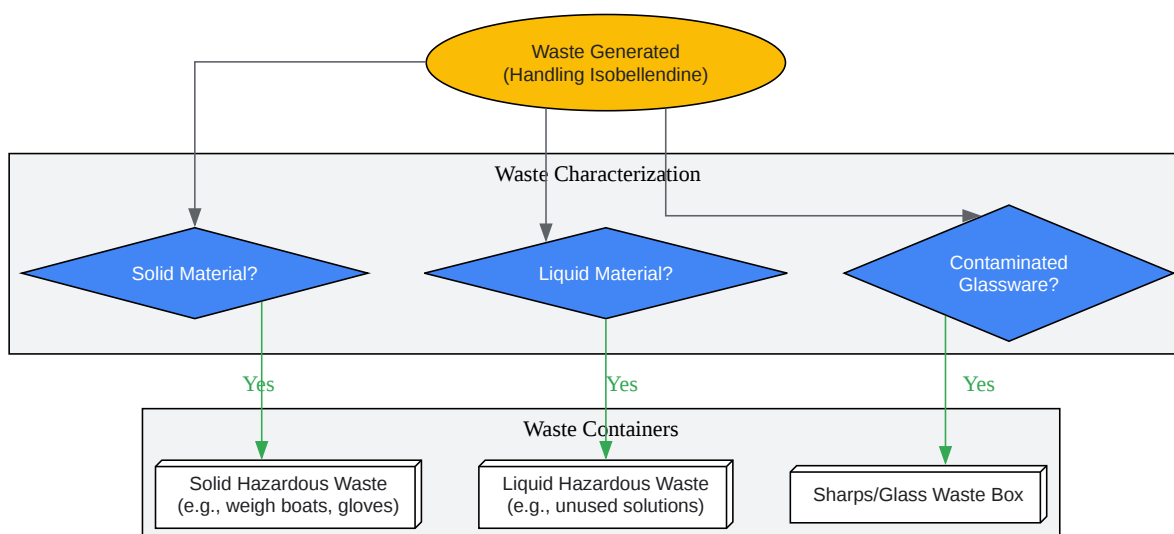 Waste Generated
(Handling Isobellendine)
Waste Characterization
Solid Material?
Liquid Material?
Contaminated
Glassware?
Yes
Yes
Yes
Waste Containers
Solid Hazardous Waste
(e.g., weigh boats, gloves)
Liquid Hazardous Waste
(e.g., unused solutions)
Sharps/Glass Waste Box